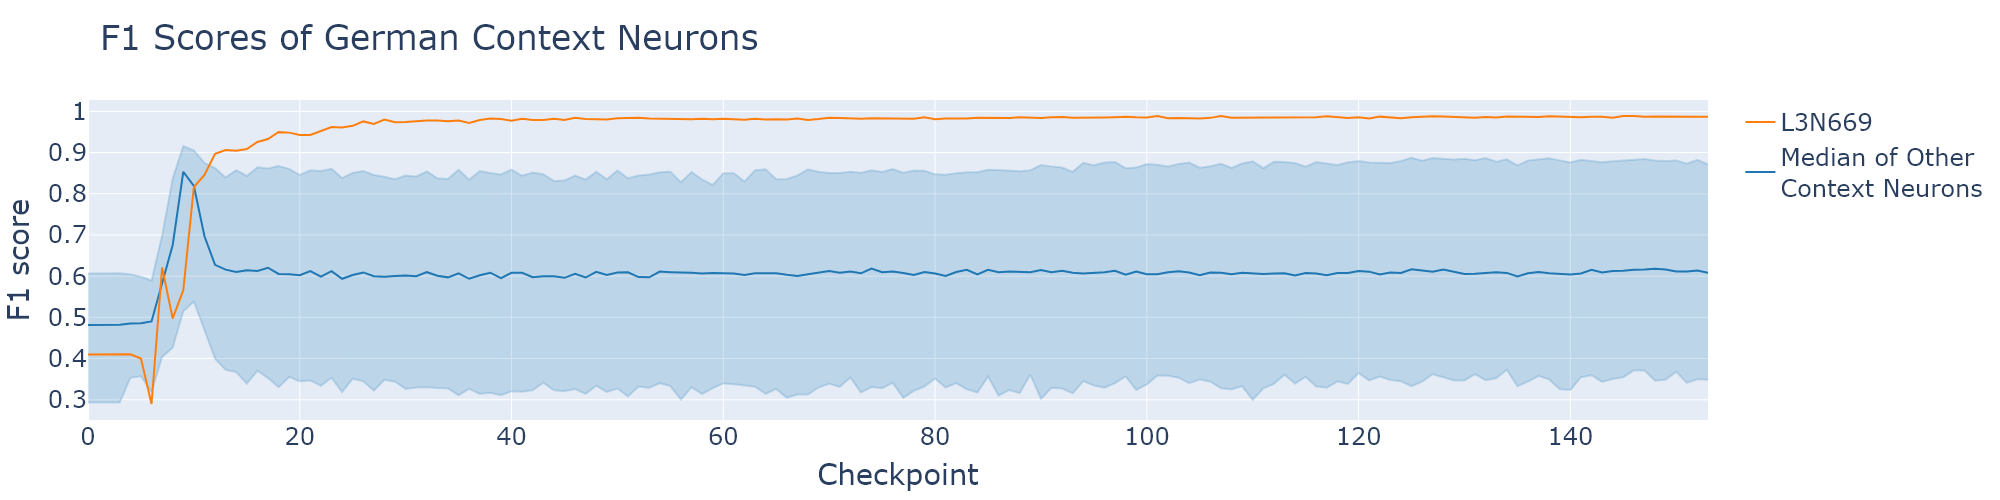 F1 Scores of German Context Neurons
F1 score
1
0.9
0.8
0.7
0.6
0.5
0.4
0.3
0
20
40
60
80
100
120
140
Checkpoint
L3N669
Median of Other
Context Neurons